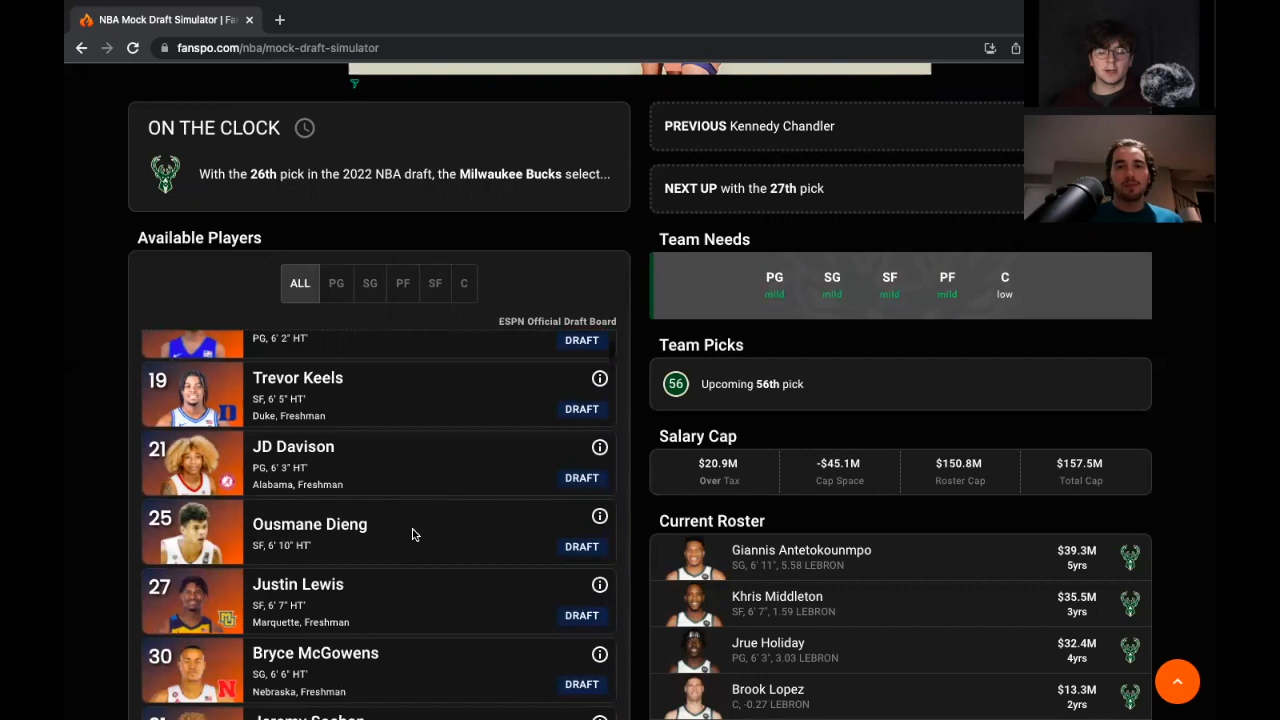 NBA Mock Draft Simulator | Fa
fanspo.com/nba/mock-draft-simulator
ON THE CLOCK
With the 26th pick in the 2022 NBA draft, the Milwaukee Bucks select...
PREVIOUS Kennedy Chandler
NEXT UP with the 27th pick
Available Players
ALL PG SG PF SF C
ESPN Official Draft Board
PG, 6' 2" HT'
DRAFT
19 Trevor Keels
SF, 6' 5" HT'
Duke, Freshman
DRAFT
21 JD Davison
PG, 6' 3" HT'
Alabama, Freshman
DRAFT
25 Ousmane Dieng
SF, 6' 10" HT'
DRAFT
27 Justin Lewis
SF, 6' 7" HT'
Marquette, Freshman
DRAFT
30 Bryce McGowens
SG, 6' 6" HT'
Nebraska, Freshman
DRAFT
Team Needs
PG SG SF PF C
mild mild mild mild low
Team Picks
56 Upcoming 56th pick
Salary Cap
$20.9M -$45.1M $150.8M $157.5M
Over Tax Cap Space Roster Cap Total Cap
Current Roster
Giannis Antetokounmpo $39.3M
SG, 6' 11", 5.58 LEBRON 5yrs
Khris Middleton $35.5M
SF, 6' 7", 1.59 LEBRON 3yrs
Jrue Holiday $32.4M
PG, 6' 3", 3.03 LEBRON 4yrs
Brook Lopez $13.3M
C, -0.27 LEBRON 2yrs